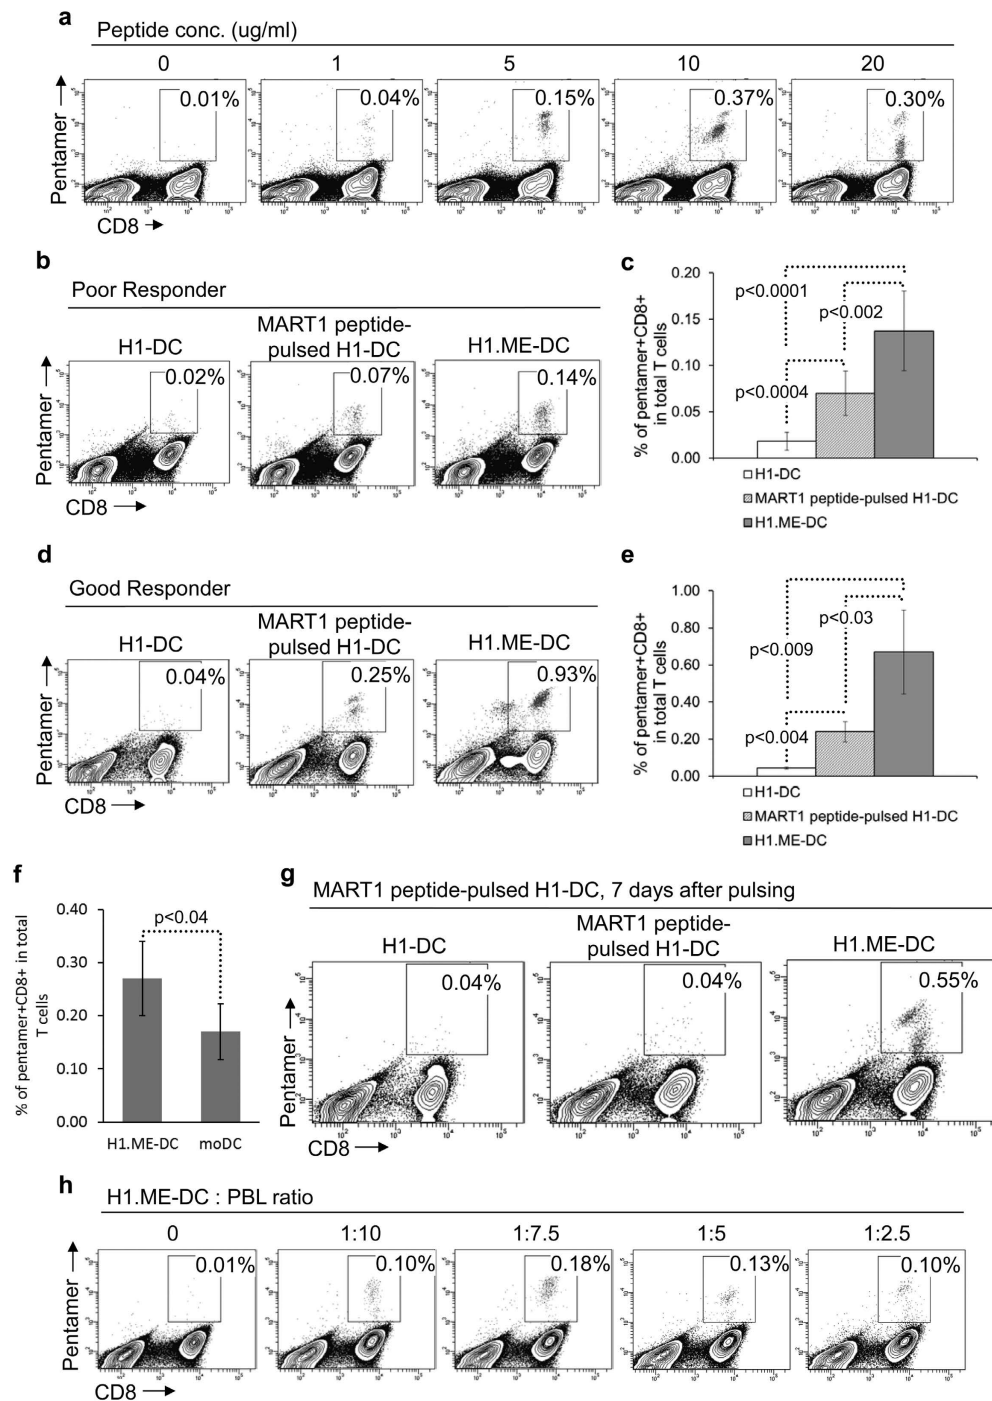 a
Peptide conc. (ug/ml)
0 1 5 10 20
0.01% 0.04% 0.15% 0.37% 0.30%
Pentamer
CD8
b
Poor Responder
H1-DC
MART1 peptide-
pulsed H1-DC
H1.ME-DC
0.02% 0.07% 0.14%
Pentamer
CD8
c
% of pentamer+CD8+
in total T cells
0.20
0.15
0.10
0.05
0.00
p<0.0001
p<0.002
p<0.0004
H1-DC
MART1 peptide-pulsed H1-DC
H1.ME-DC
d
Good Responder
H1-DC
MART1 peptide-
pulsed H1-DC
H1.ME-DC
0.04% 0.25% 0.93%
Pentamer
CD8
e
% of pentamer+CD8+
in total T cells
1.00
0.80
0.60
0.40
0.20
0.00
p<0.03
p<0.009
p<0.004
H1-DC
MART1 peptide-pulsed H1-DC
H1.ME-DC
f
% of pentamer+CD8+ in total
T cells
0.40
0.30
0.20
0.10
0.00
p<0.04
H1.ME-DC moDC
g
MART1 peptide-pulsed H1-DC, 7 days after pulsing
H1-DC
MART1 peptide-
pulsed H1-DC
H1.ME-DC
0.04% 0.04% 0.55%
Pentamer
CD8
h
H1.ME-DC : PBL ratio
0 1:10 1:7.5 1:5 1:2.5
0.01% 0.10% 0.18% 0.13% 0.10%
Pentamer
CD8